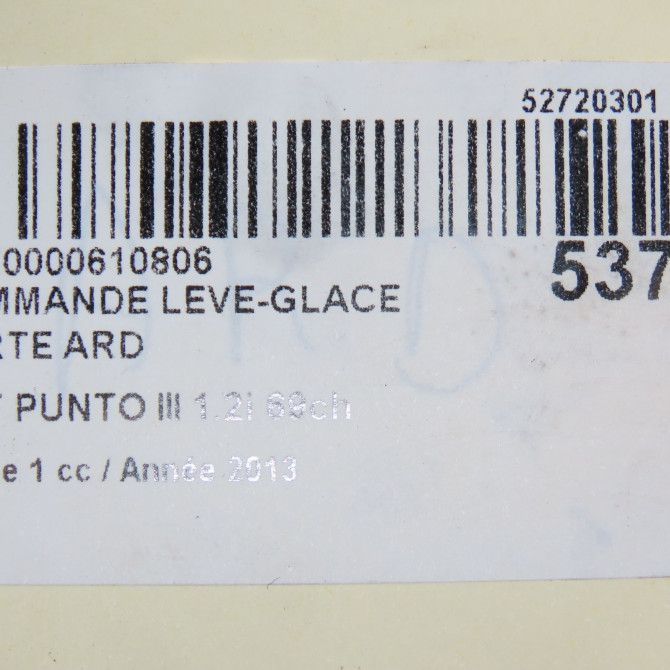 52720301
0000610806
537
MMANDE LEVE-GLACE
RTE ARD
T PUNTO III 1.2i 69ch
e 1 cc / Année 2013